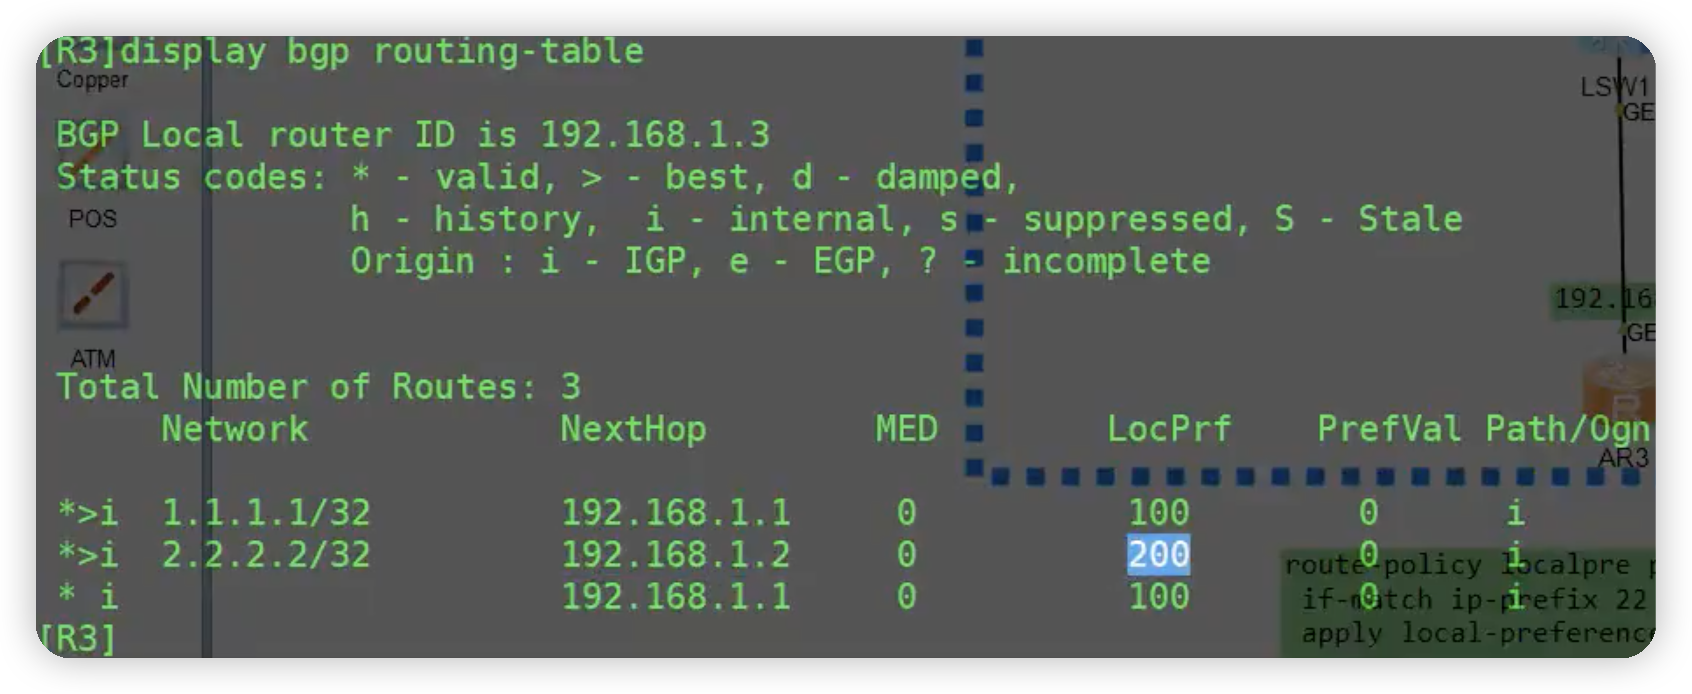 [R3]display bgp routing-table
Copper
LSW1
GE
BGP Local router ID is 192.168.1.3
Status codes: * - valid, > - best, d - damped,
POS
h - history,  i - internal, s - suppressed, S - Stale
Origin : i - IGP, e - EGP, ? - incomplete
192.16
GE
ATM
Total Number of Routes: 3
Network NextHop MED LocPrf PrefVal Path/Ogn
AR3
*>i 1.1.1.1/32 192.168.1.1 0 100 0 i
*>i 2.2.2.2/32 192.168.1.2 0 200 0 i
* i 192.168.1.1 0 100 0 i
route-policy localpre p
if-match ip-prefix 22
apply local-preference
[R3]